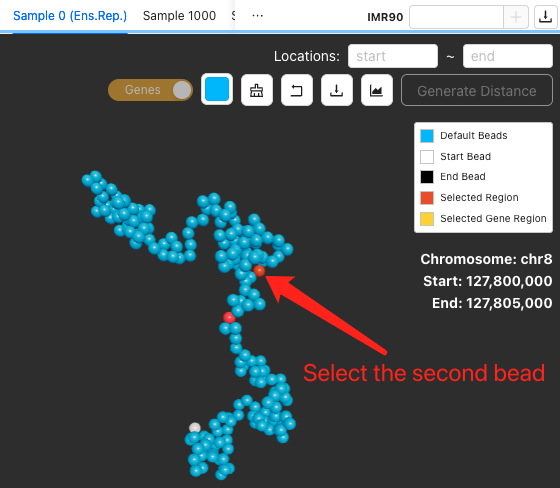 Sample 0 (Ens.Rep.) Sample 1000 ··· IMR90 +
Locations: start ~ end
Genes Generate Distance
Default Beads
Start Bead
End Bead
Selected Region
Selected Gene Region
Chromosome: chr8
Start: 127,800,000
End: 127,805,000
Select the second bead